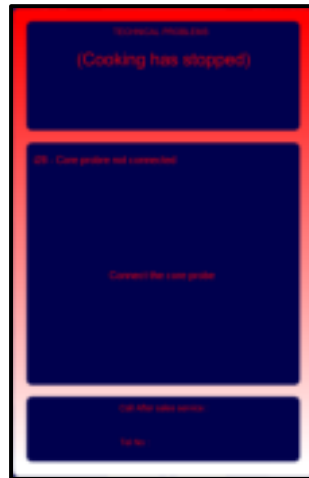 TECHNICAL PROBLEMS
(Cooking has stopped)
- Core probe not connected
Connect the core probe
Call After sales service